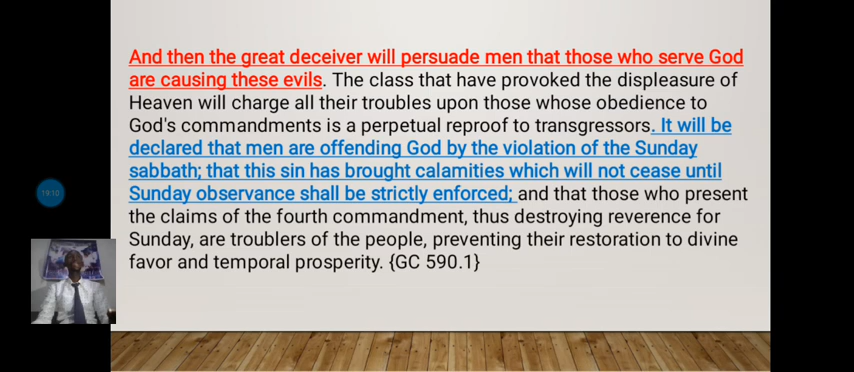 And then the great deceiver will persuade men that those who serve God
are causing these evils. The class that have provoked the displeasure of
Heaven will charge all their troubles upon those whose obedience to
God's commandments is a perpetual reproof to transgressors. It will be
declared that men are offending God by the violation of the Sunday
sabbath; that this sin has brought calamities which will not cease until
Sunday observance shall be strictly enforced; and that those who present
the claims of the fourth commandment, thus destroying reverence for
Sunday, are troublers of the people, preventing their restoration to divine
favor and temporal prosperity. {GC 590.1}
19:10